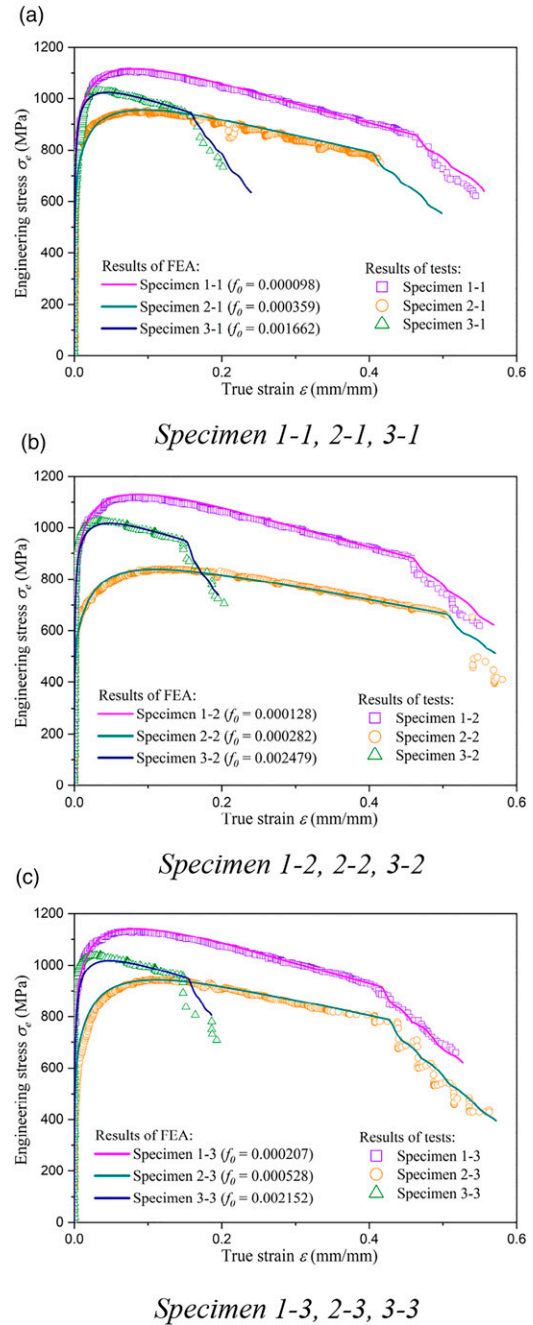 (a)
1200
1000
800
600
400
200
0
Engineering stress σe (MPa)
Results of FEA:
Specimen 1-1 (f0 = 0.000098)
Specimen 2-1 (f0 = 0.000359)
Specimen 3-1 (f0 = 0.001662)
Results of tests:
Specimen 1-1
Specimen 2-1
Specimen 3-1
0.0 0.2 0.4 0.6
True strain ε (mm/mm)
Specimen 1-1, 2-1, 3-1
(b)
1200
1000
800
600
400
200
0
Engineering stress σe (MPa)
Results of FEA:
Specimen 1-2 (f0 = 0.000128)
Specimen 2-2 (f0 = 0.000282)
Specimen 3-2 (f0 = 0.002479)
Results of tests:
Specimen 1-2
Specimen 2-2
Specimen 3-2
0.0 0.2 0.4 0.6
True strain ε (mm/mm)
Specimen 1-2, 2-2, 3-2
(c)
1200
1000
800
600
400
200
0
Engineering stress σe (MPa)
Results of FEA:
Specimen 1-3 (f0 = 0.000207)
Specimen 2-3 (f0 = 0.000528)
Specimen 3-3 (f0 = 0.002152)
Results of tests:
Specimen 1-3
Specimen 2-3
Specimen 3-3
0.0 0.2 0.4 0.6
True strain ε (mm/mm)
Specimen 1-3, 2-3, 3-3